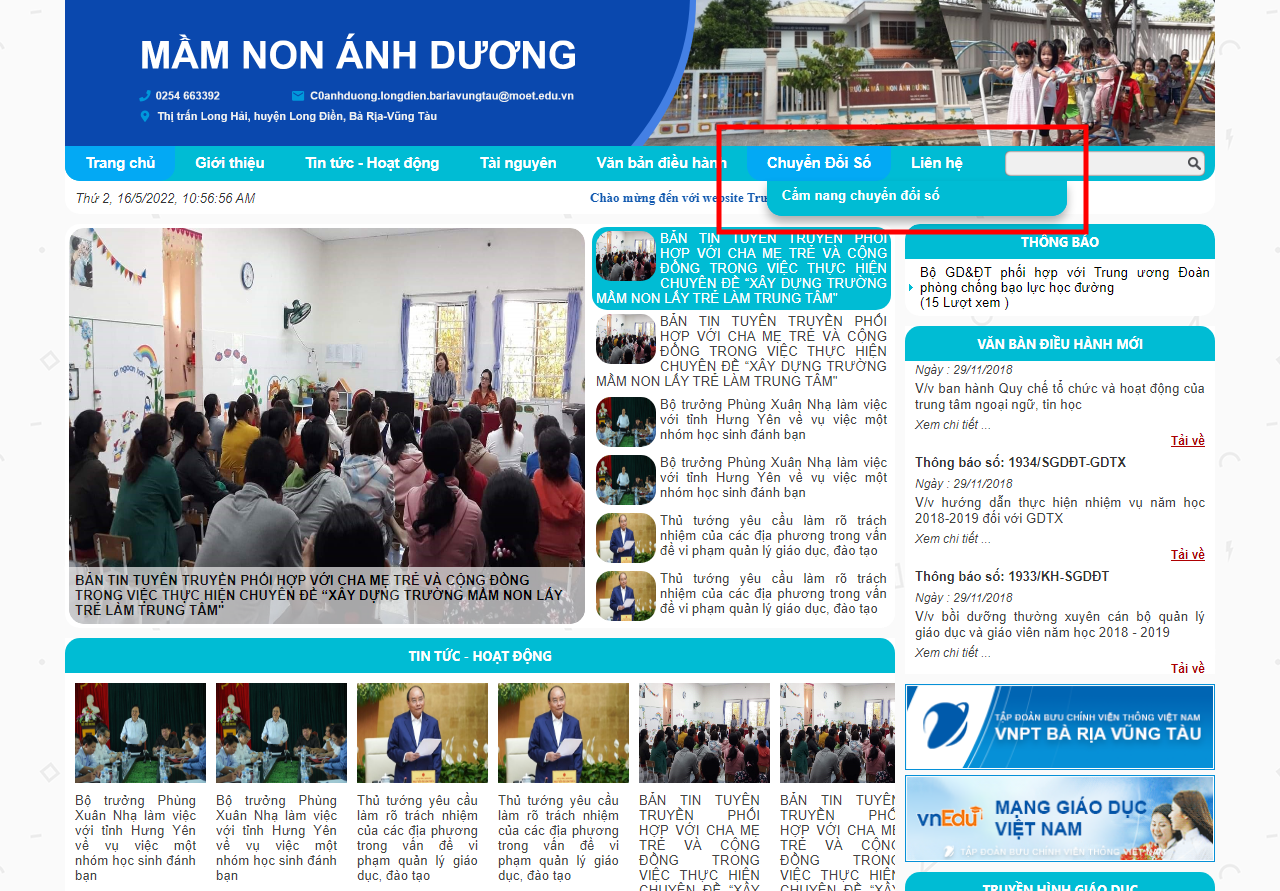 MẦM NON ÁNH DƯƠNG
0254 663392
C0anhduong.longdien.bariavungtau@moet.edu.vn
Thị trấn Long Hải, huyện Long Điền, Bà Rịa-Vũng Tàu
Trang chủ
Giới thiệu
Tin tức - Hoạt động
Tài nguyên
Văn bản điều hành
Chuyển Đổi Số
Liên hệ
Cẩm nang chuyển đổi số
Thứ 2, 16/5/2022, 10:56:56 AM
Chào mừng đến với website Trư
BẢN TIN TUYÊN TRUYỀN PHỐI HỢP VỚI CHA MẸ TRẺ VÀ CỘNG ĐỒNG
TRONG VIỆC THỰC HIỆN CHUYÊN ĐỀ “XÂY DỰNG TRƯỜNG MẦM NON LẤY
TRẺ LÀM TRUNG TÂM"
BẢN TIN TUYÊN TRUYỀN PHỐI
HỢP VỚI CHA MẸ TRẺ VÀ CỘNG
ĐỒNG TRONG VIỆC THỰC HIỆN
CHUYÊN ĐỀ “XÂY DỰNG TRƯỜNG
MẦM NON LẤY TRẺ LÀM TRUNG TÂM"
BẢN TIN TUYÊN TRUYỀN PHỐI
HỢP VỚI CHA MẸ TRẺ VÀ CỘNG
ĐỒNG TRONG VIỆC THỰC HIỆN
CHUYÊN ĐỀ “XÂY DỰNG TRƯỜNG
MẦM NON LẤY TRẺ LÀM TRUNG TÂM"
Bộ trưởng Phùng Xuân Nhạ làm việc
với tỉnh Hưng Yên về vụ việc một
nhóm học sinh đánh bạn
Bộ trưởng Phùng Xuân Nhạ làm việc
với tỉnh Hưng Yên về vụ việc một
nhóm học sinh đánh bạn
Thủ tướng yêu cầu làm rõ trách
nhiệm của các địa phương trong vấn
đề vi phạm quản lý giáo dục, đào tạo
Thủ tướng yêu cầu làm rõ trách
nhiệm của các địa phương trong vấn
đề vi phạm quản lý giáo dục, đào tạo
THÔNG BÁO
Bộ GD&ĐT phối hợp với Trung ương Đoàn
phòng chống bạo lực học đường
(15 Lượt xem )
VĂN BẢN ĐIỀU HÀNH MỚI
Ngày : 29/11/2018
V/v ban hành Quy chế tổ chức và hoạt động của
trung tâm ngoại ngữ, tin học
Xem chi tiết ...
Tải về
Thông báo số: 1934/SGDĐT-GDTX
Ngày : 29/11/2018
V/v hướng dẫn thực hiện nhiệm vụ năm học
2018-2019 đối với GDTX
Xem chi tiết ...
Tải về
Thông báo số: 1933/KH-SGDĐT
Ngày : 29/11/2018
V/v bồi dưỡng thường xuyên cán bộ quản lý
giáo dục và giáo viên năm học 2018 - 2019
Xem chi tiết ...
Tải về
TẬP ĐOÀN BƯU CHÍNH VIỄN THÔNG VIỆT NAM
VNPT BÀ RỊA VŨNG TÀU
vnEdu
MẠNG GIÁO DỤC
VIỆT NAM
TẬP ĐOÀN BƯU CHÍNH VIỄN THÔNG VIỆT NAM
TRUYỀN HÌNH GIÁO DỤC
TIN TỨC - HOẠT ĐỘNG
Bộ trưởng Phùng
Xuân Nhạ làm việc
với tỉnh Hưng Yên
về vụ việc một
nhóm học sinh đánh
bạn
Bộ trưởng Phùng
Xuân Nhạ làm việc
với tỉnh Hưng Yên
về vụ việc một
nhóm học sinh đánh
bạn
Thủ tướng yêu cầu
làm rõ trách nhiệm
của các địa phương
trong vấn đề vi
phạm quản lý giáo
dục, đào tạo
Thủ tướng yêu cầu
làm rõ trách nhiệm
của các địa phương
trong vấn đề vi
phạm quản lý giáo
dục, đào tạo
BẢN TIN TUYÊN
TRUYỀN PHỐI
HỢP VỚI CHA MẸ
TRẺ VÀ CỘNG
ĐỒNG TRONG
VIỆC THỰC HIỆN
CHUYÊN ĐỀ “XÂY
BẢN TIN TUYÊN
TRUYỀN PHỐI
HỢP VỚI CHA MẸ
TRẺ VÀ CỘNG
ĐỒNG TRONG
VIỆC THỰC HIỆN
CHUYÊN ĐỀ “XÂY